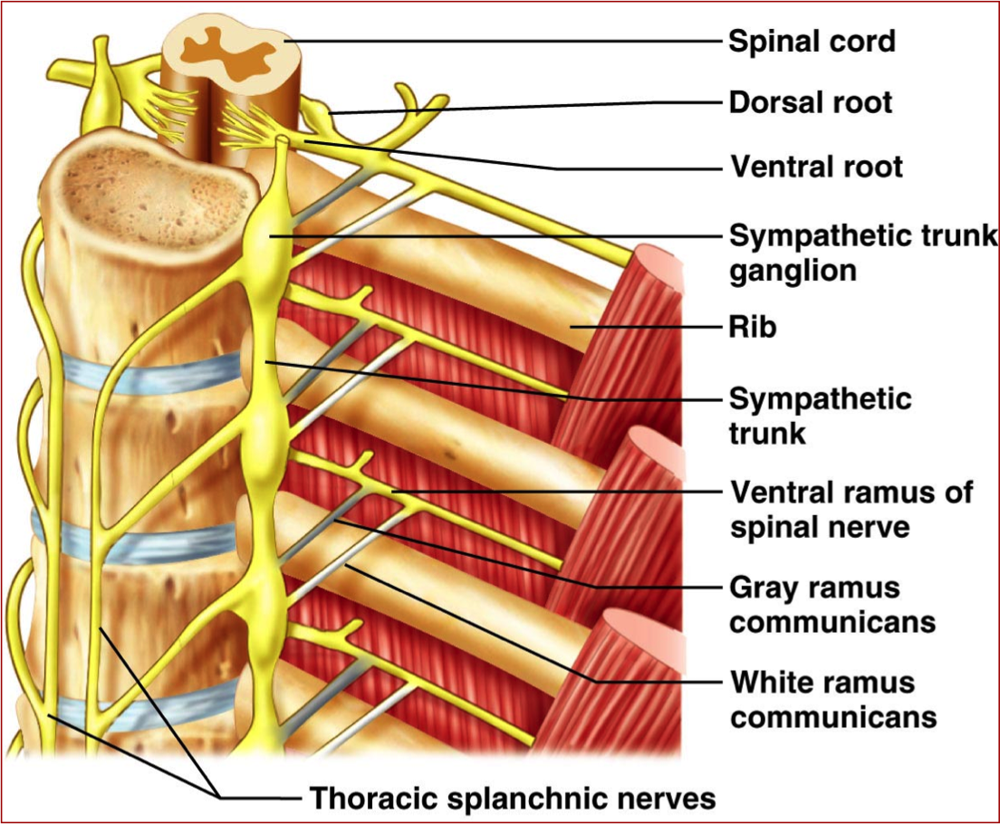 Spinal cord
Dorsal root
Ventral root
Sympathetic trunk
ganglion
Rib
Sympathetic
trunk
Ventral ramus of
spinal nerve
Gray ramus
communicans
White ramus
communicans
Thoracic splanchnic nerves